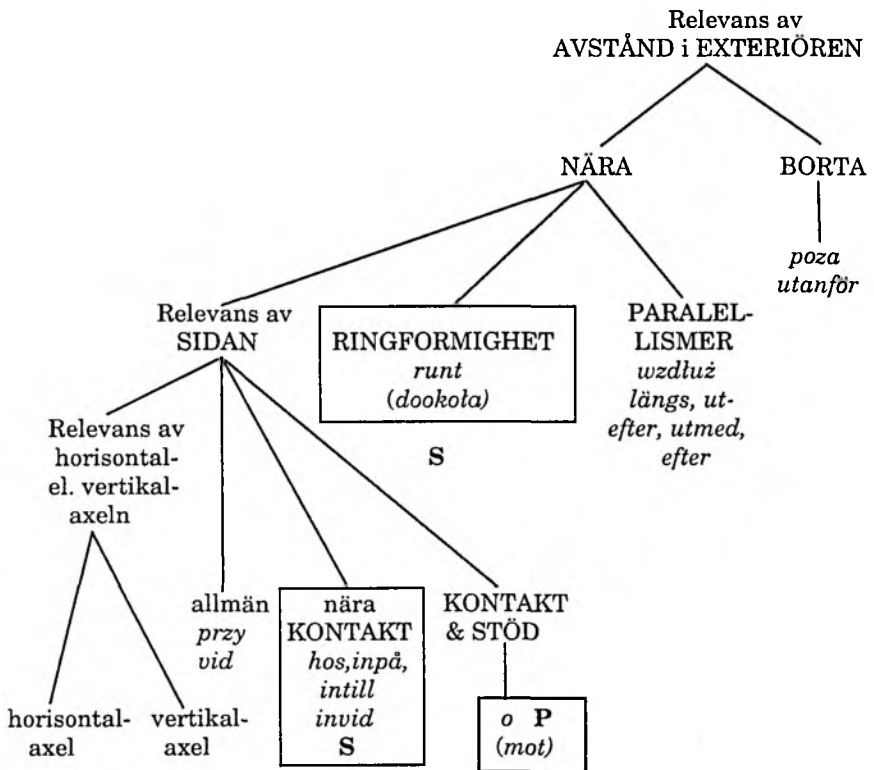 Relevans av
AVSTÅND i EXTERIÖREN
NÄRA
BORTA
poza
utanför
Relevans av
SIDAN
RINGFORMIGHET
runt
(dookoła)
S
PARALEL-
LISMER
wzdłuż
längs, ut-
efter, utmed,
efter
Relevans av
horisontal-
el. vertikal-
axeln
allmän
przy
vid
nära
KONTAKT
hos,inpå,
intill
invid
S
KONTAKT
& STÖD
o P
(mot)
horisontal-
axel
vertikal-
axel